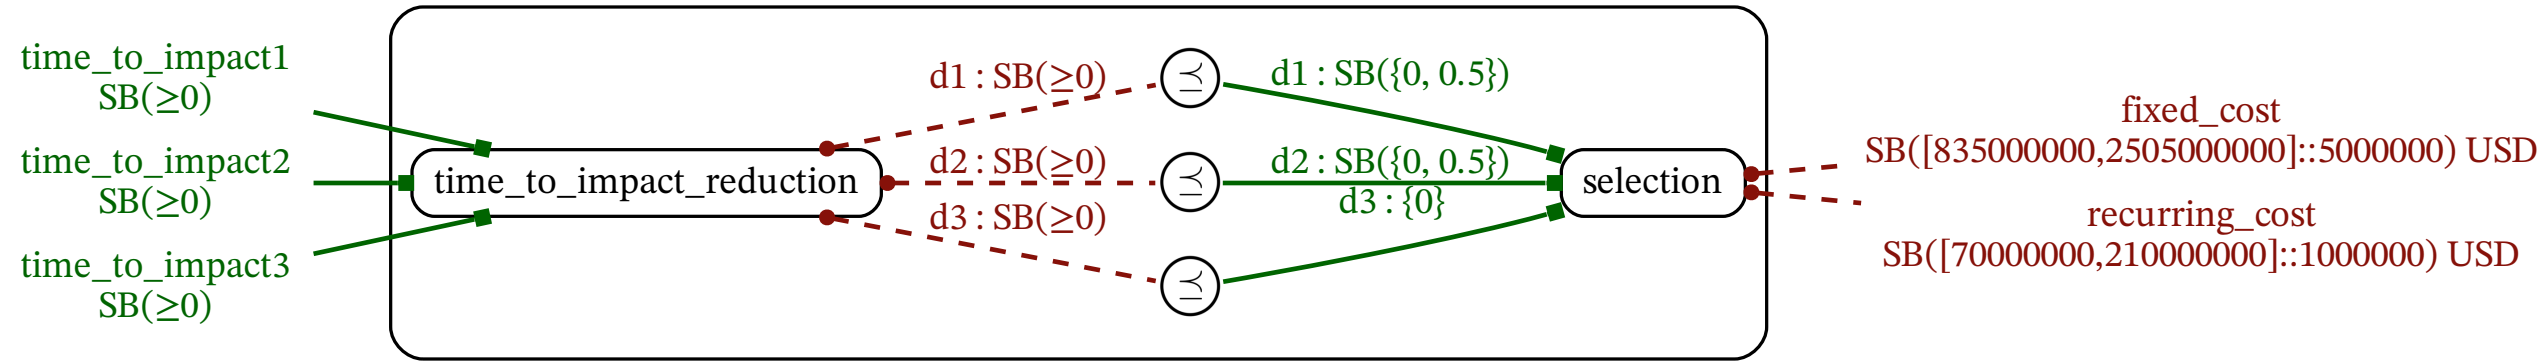 time_to_impact1
SB(≥0)
time_to_impact2
SB(≥0)
time_to_impact3
SB(≥0)
time_to_impact_reduction
d1 : SB(≥0)
d2 : SB(≥0)
d3 : SB(≥0)
⪯
⪯
⪯
d1 : SB({0, 0.5})
d2 : SB({0, 0.5})
d3 : {0}
selection
fixed_cost
SB([835000000,2505000000]::5000000) USD
recurring_cost
SB([70000000,210000000]::1000000) USD